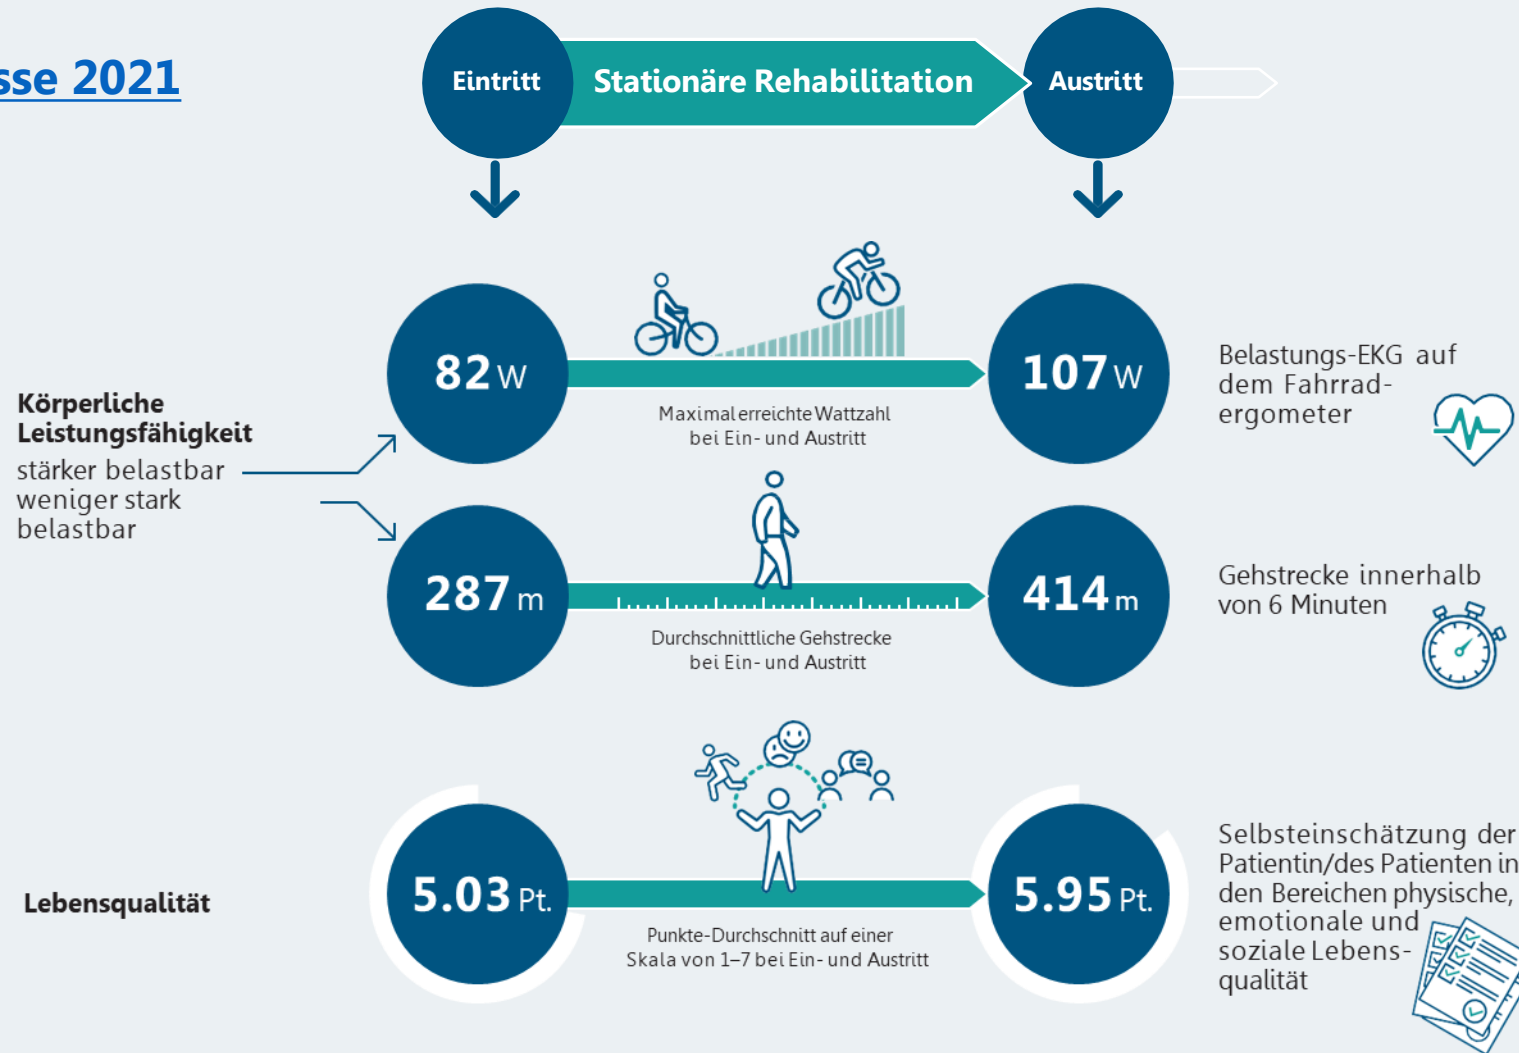 sse 2021
Eintritt
Stationäre Rehabilitation
Austritt
Körperliche
Leistungsfähigkeit
stärker belastbar
weniger stark
belastbar
82 W
Maximal erreichte Wattzahl
bei Ein- und Austritt
107 W
Belastungs-EKG auf
dem Fahrrad-
ergometer
287 m
Durchschnittliche Gehstrecke
bei Ein- und Austritt
414 m
Gehstrecke innerhalb
von 6 Minuten
Lebensqualität
5.03 Pt.
Punkte-Durchschnitt auf einer
Skala von 1–7 bei Ein- und Austritt
5.95 Pt.
Selbsteinschätzung der
Patientin/des Patienten in
den Bereichen physische,
emotionale und
soziale Lebens-
qualität